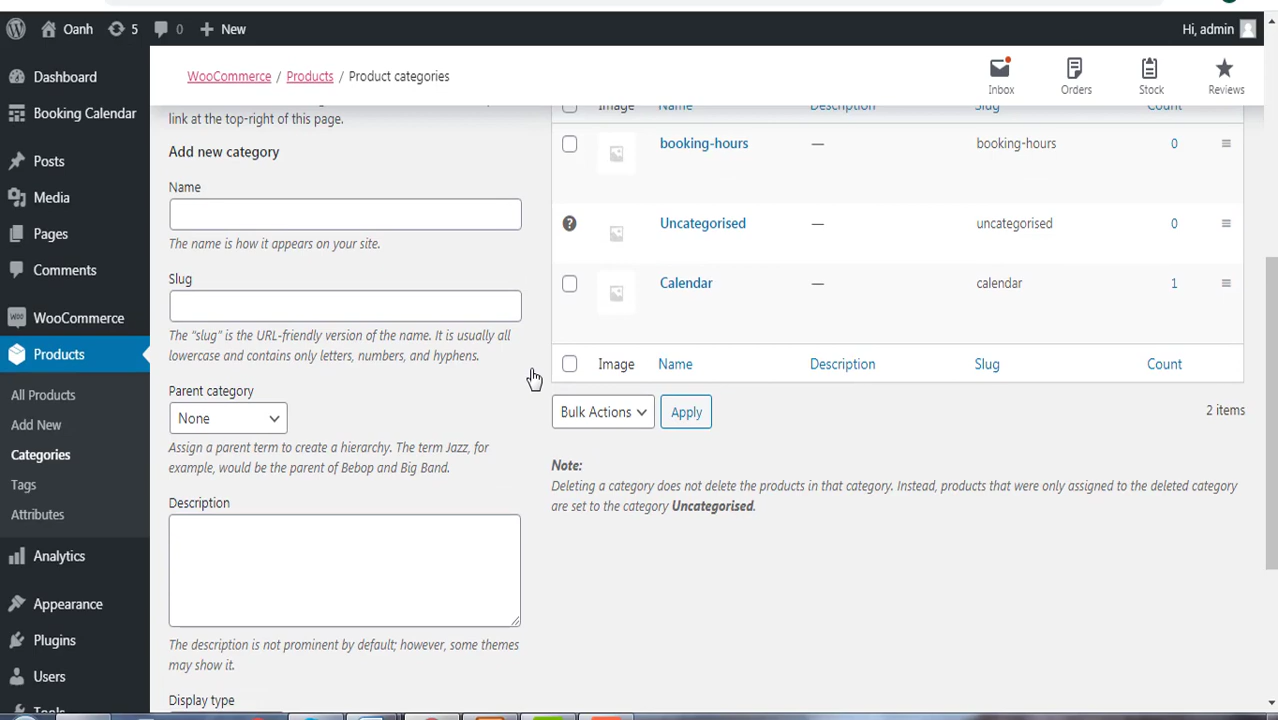 Oanh 5 0 New Hi, admin
WooCommerce / Products / Product categories
Inbox Orders Stock Reviews
Dashboard
Booking Calendar
Posts
Media
Pages
Comments
WooCommerce
Products
All Products
Add New
Categories
Tags
Attributes
Analytics
Appearance
Plugins
Users
Tools
link at the top-right of this page.
Add new category
Name
The name is how it appears on your site.
Slug
The “slug” is the URL-friendly version of the name. It is usually all
lowercase and contains only letters, numbers, and hyphens.
Parent category
None
Assign a parent term to create a hierarchy. The term Jazz, for
example, would be the parent of Bebop and Big Band.
Description
The description is not prominent by default; however, some themes
may show it.
Display type
Image Name Description Slug Count
booking-hours — booking-hours 0
Uncategorised — uncategorised 0
Calendar — calendar 1
Image Name Description Slug Count
Bulk Actions Apply 2 items
Note:
Deleting a category does not delete the products in that category. Instead, products that were only assigned to the deleted category
are set to the category Uncategorised.